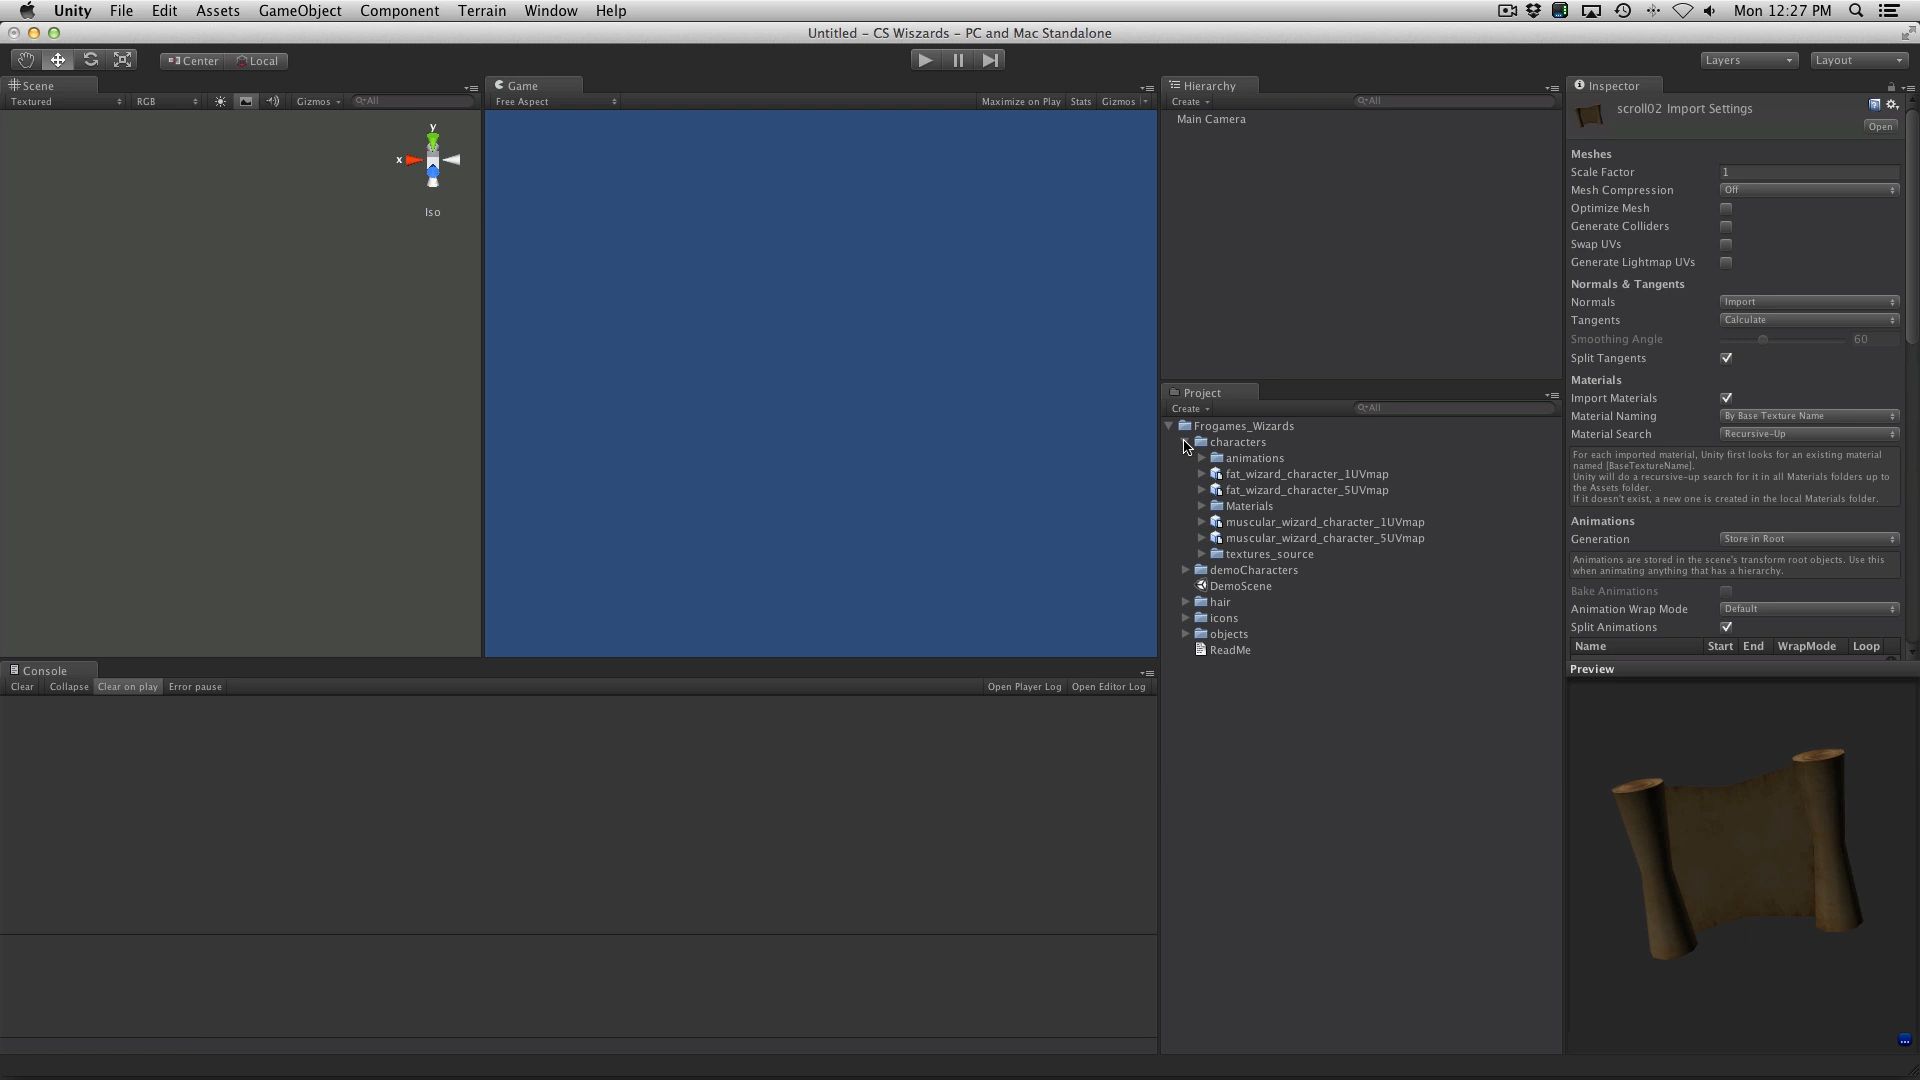 Unity File Edit Assets GameObject Component Terrain Window Help Mon 12:27 PM
Untitled - CS Wiszards - PC and Mac Standalone
Center Local Layers Layout
Scene
Textured RGB Gizmos All
y
x
Iso
Game
Free Aspect Maximize on Play Stats Gizmos
Hierarchy
Create All
Main Camera
Project
Create All
Frogames_Wizards
characters
animations
fat_wizard_character_1UVmap
fat_wizard_character_5UVmap
Materials
muscular_wizard_character_1UVmap
muscular_wizard_character_5UVmap
textures_source
demoCharacters
DemoScene
hair
icons
objects
ReadMe
Inspector
scroll02 Import Settings
Open
Meshes
Scale Factor 1
Mesh Compression Off
Optimize Mesh
Generate Colliders
Swap UVs
Generate Lightmap UVs
Normals & Tangents
Normals Import
Tangents Calculate
Smoothing Angle 60
Split Tangents
Materials
Import Materials
Material Naming By Base Texture Name
Material Search Recursive-Up
For each imported material, Unity first looks for an existing material
named [BaseTextureName].
Unity will do a recursive-up search for it in all Materials folders up to
the Assets folder.
If it doesn't exist, a new one is created in the local Materials folder.
Animations
Generation Store in Root
Animations are stored in the scene's transform root objects. Use this
when animating anything that has a hierarchy.
Bake Animations
Animation Wrap Mode Default
Split Animations
Name Start End WrapMode Loop
Preview
Console
Clear Collapse Clear on play Error pause Open Player Log Open Editor Log